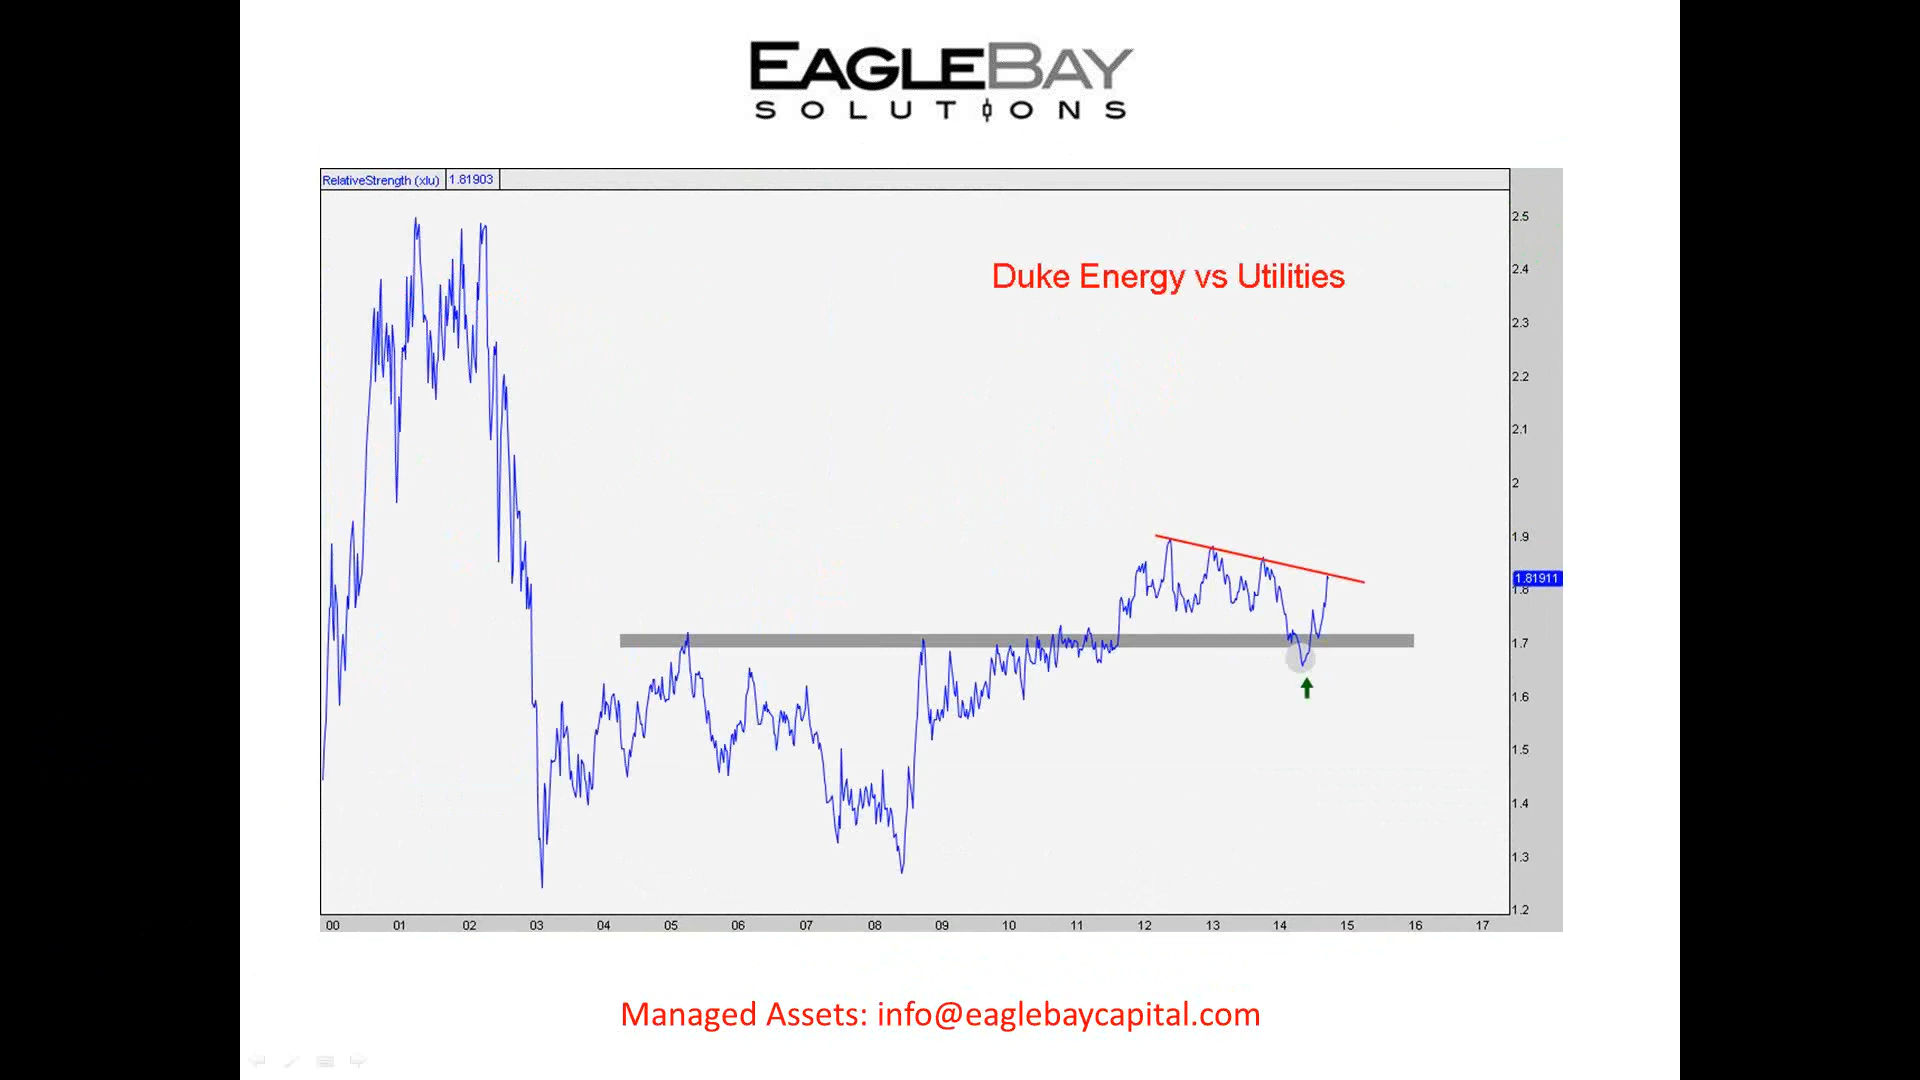 EAGLEBAY
SOLUTIONS
RelativeStrength (xlu) 1.81903
Duke Energy vs Utilities
2.5
2.4
2.3
2.2
2.1
2
1.9
1.81911
1.8
1.7
1.6
1.5
1.4
1.3
1.2
00 01 02 03 04 05 06 07 08 09 10 11 12 13 14 15 16 17
Managed Assets: info@eaglebaycapital.com